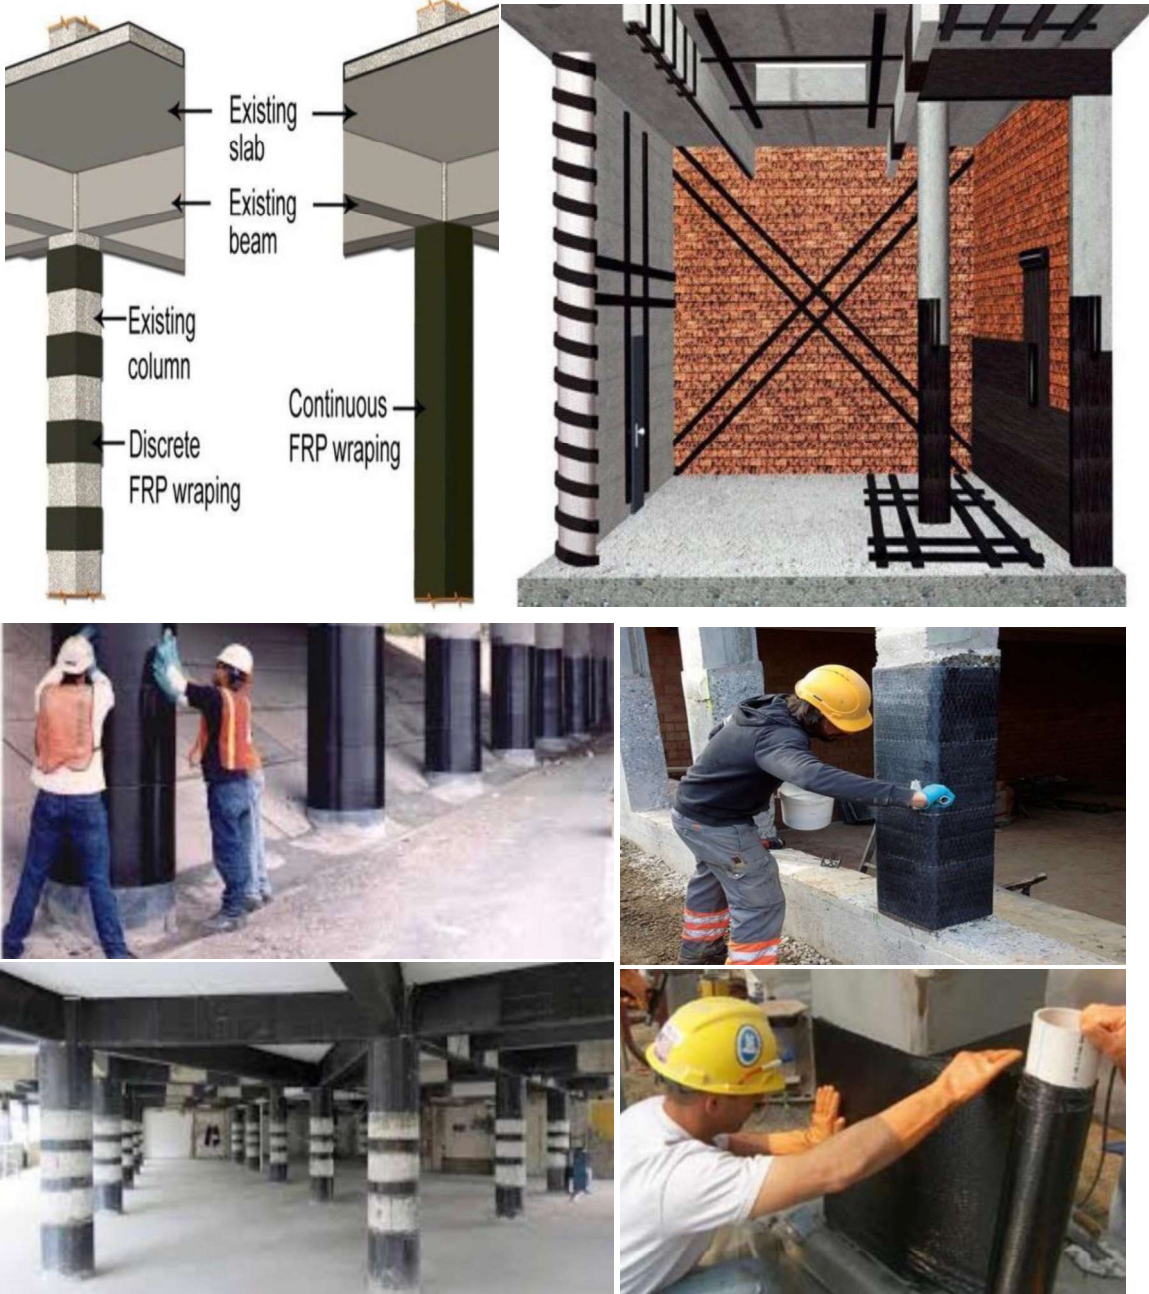 Existing
slab
Existing
beam
Existing
column
Discrete
FRP wraping
Continuous
FRP wraping